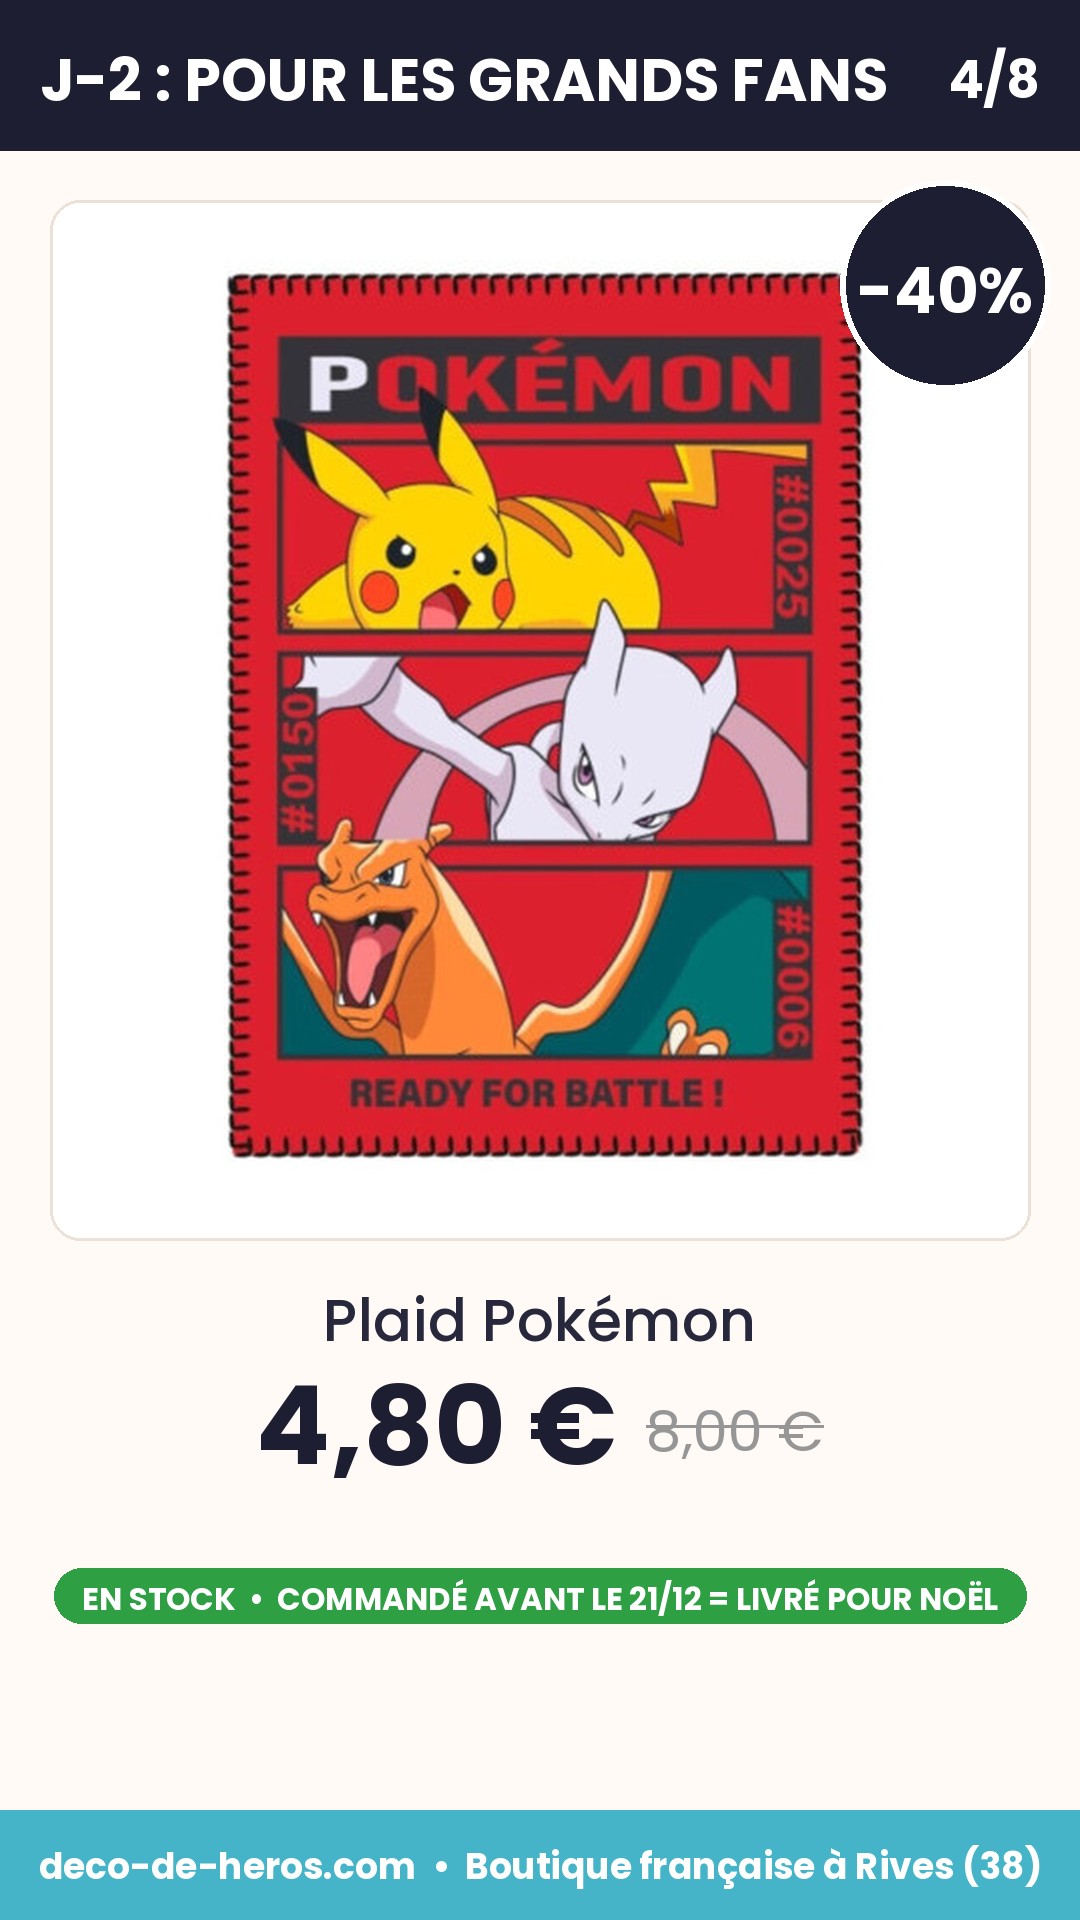 J-2 : POUR LES GRANDS FANS 4/8
-40%
POKÉMON
#0025
#0150
#0006
READY FOR BATTLE !
Plaid Pokémon
4,80 € 8,00 €
EN STOCK • COMMANDÉ AVANT LE 21/12 = LIVRÉ POUR NOËL
deco-de-heros.com • Boutique française à Rives (38)